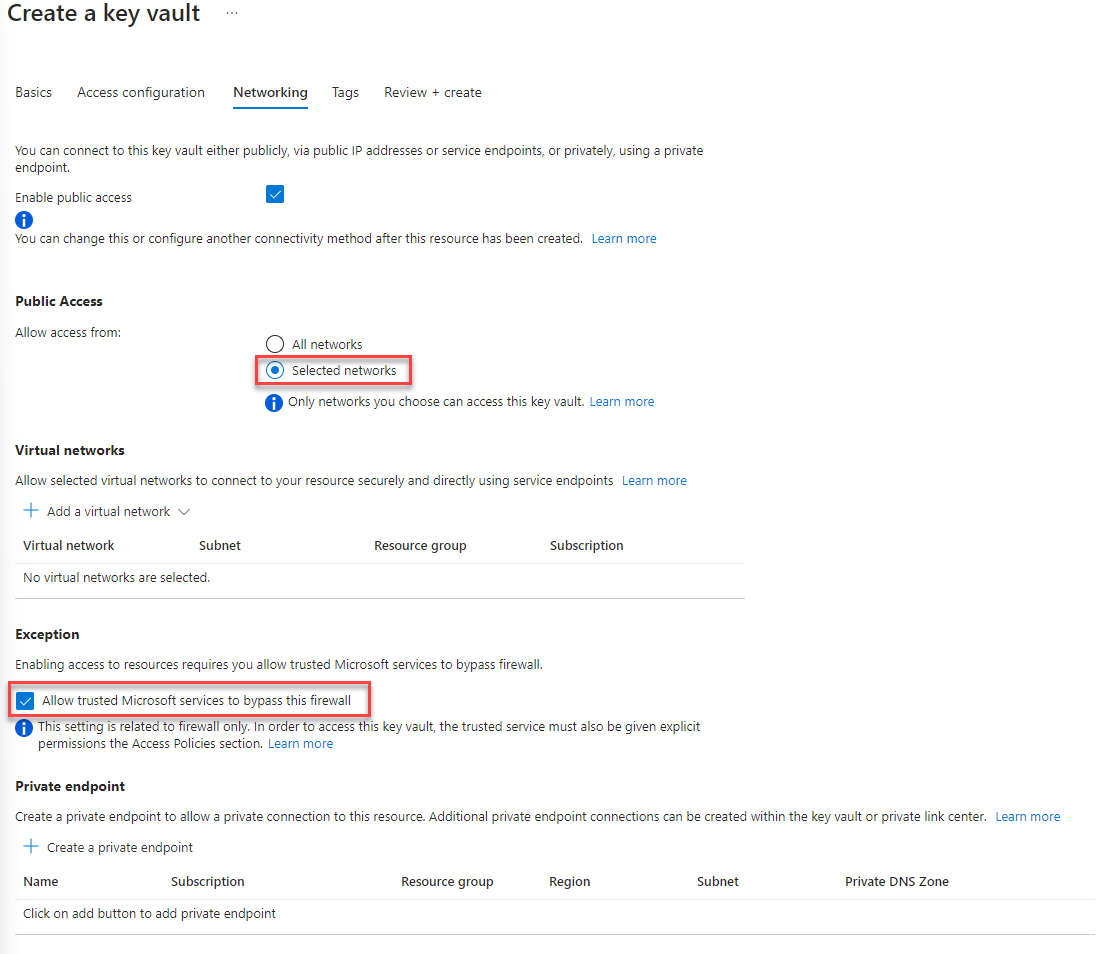 Create a key vault ...
Basics Access configuration Networking Tags Review + create
You can connect to this key vault either publicly, via public IP addresses or service endpoints, or privately, using a private
endpoint.
Enable public access
You can change this or configure another connectivity method after this resource has been created. Learn more
Public Access
Allow access from:
All networks
Selected networks
Only networks you choose can access this key vault. Learn more
Virtual networks
Allow selected virtual networks to connect to your resource securely and directly using service endpoints Learn more
Add a virtual network
Virtual network Subnet Resource group Subscription
No virtual networks are selected.
Exception
Enabling access to resources requires you allow trusted Microsoft services to bypass firewall.
Allow trusted Microsoft services to bypass this firewall
This setting is related to firewall only. In order to access this key vault, the trusted service must also be given explicit
permissions the Access Policies section. Learn more
Private endpoint
Create a private endpoint to allow a private connection to this resource. Additional private endpoint connections can be created within the key vault or private link center. Learn more
Create a private endpoint
Name Subscription Resource group Region Subnet Private DNS Zone
Click on add button to add private endpoint